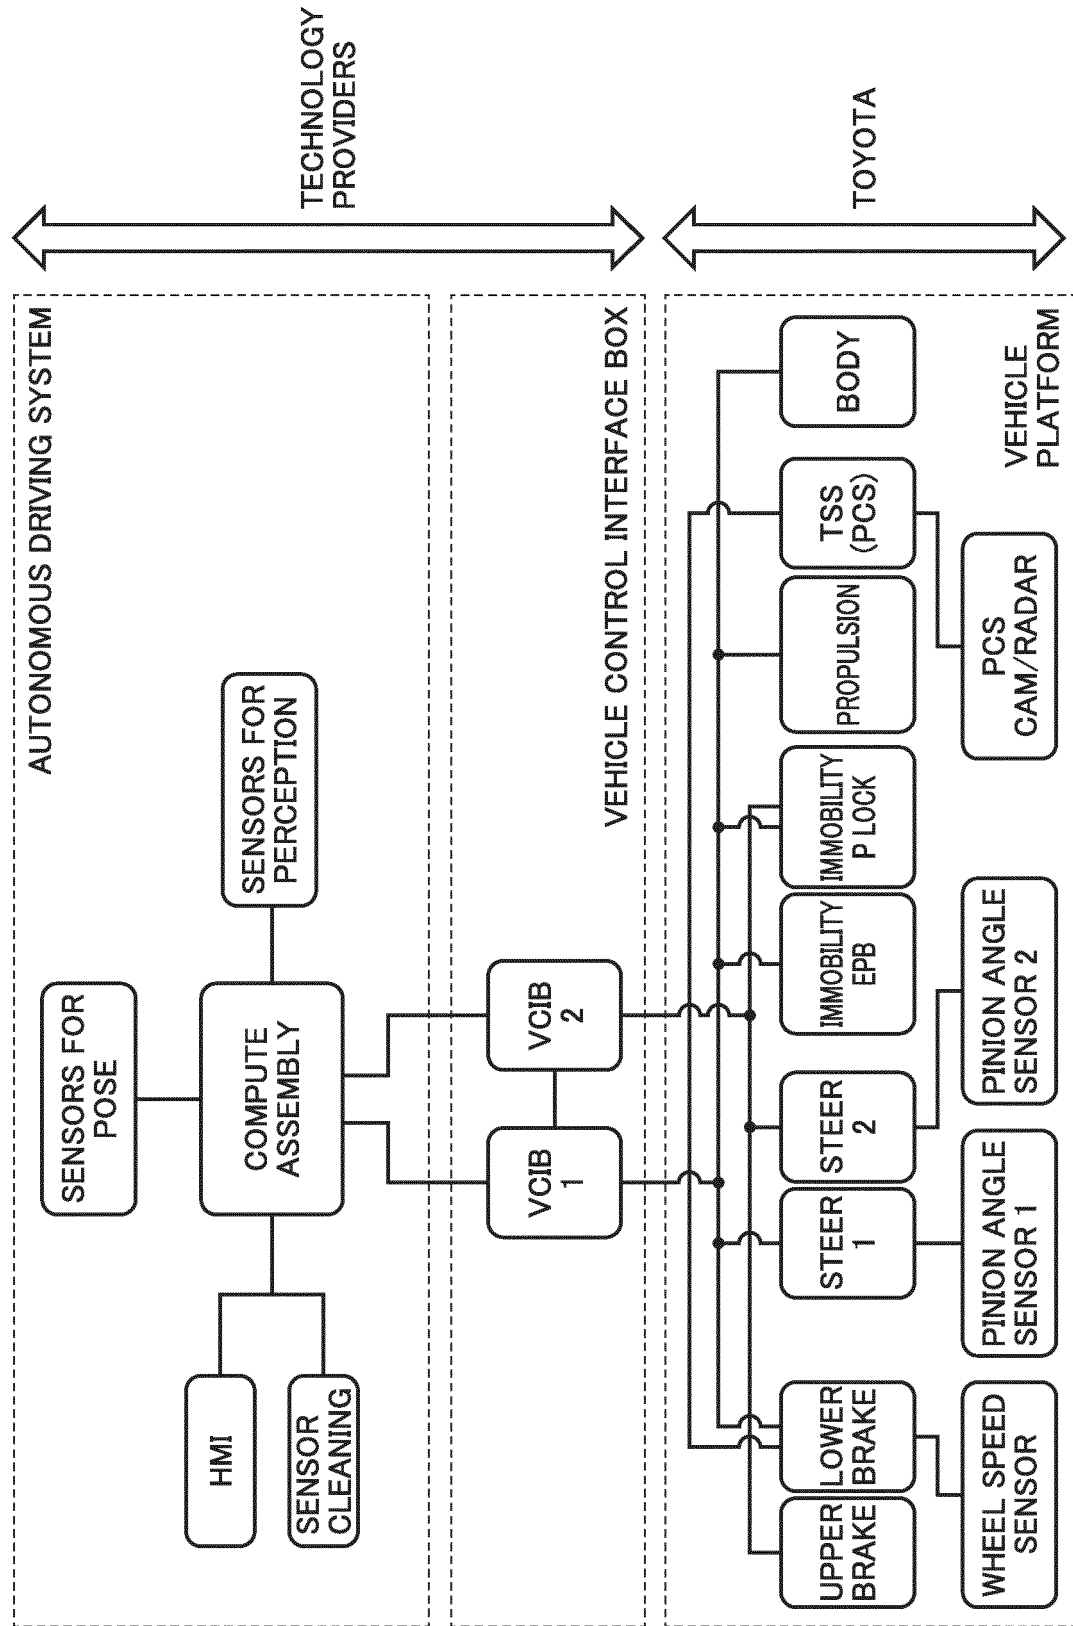 AUTONOMOUS DRIVING SYSTEM
SENSORS FOR
POSE
HMI
SENSOR
CLEANING
COMPUTE
ASSEMBLY
SENSORS FOR
PERCEPTION
TECHNOLOGY
PROVIDERS
VCIB
1
VCIB
2
VEHICLE CONTROL INTERFACE BOX
UPPER
BRAKE
LOWER
BRAKE
STEER
1
STEER
2
IMMOBILITY
EPB
IMMOBILITY
P LOCK
PROPULSION
TSS
(PCS)
BODY
TOYOTA
WHEEL SPEED
SENSOR
PINION ANGLE
SENSOR 1
PINION ANGLE
SENSOR 2
PCS
CAM/RADAR
VEHICLE
PLATFORM